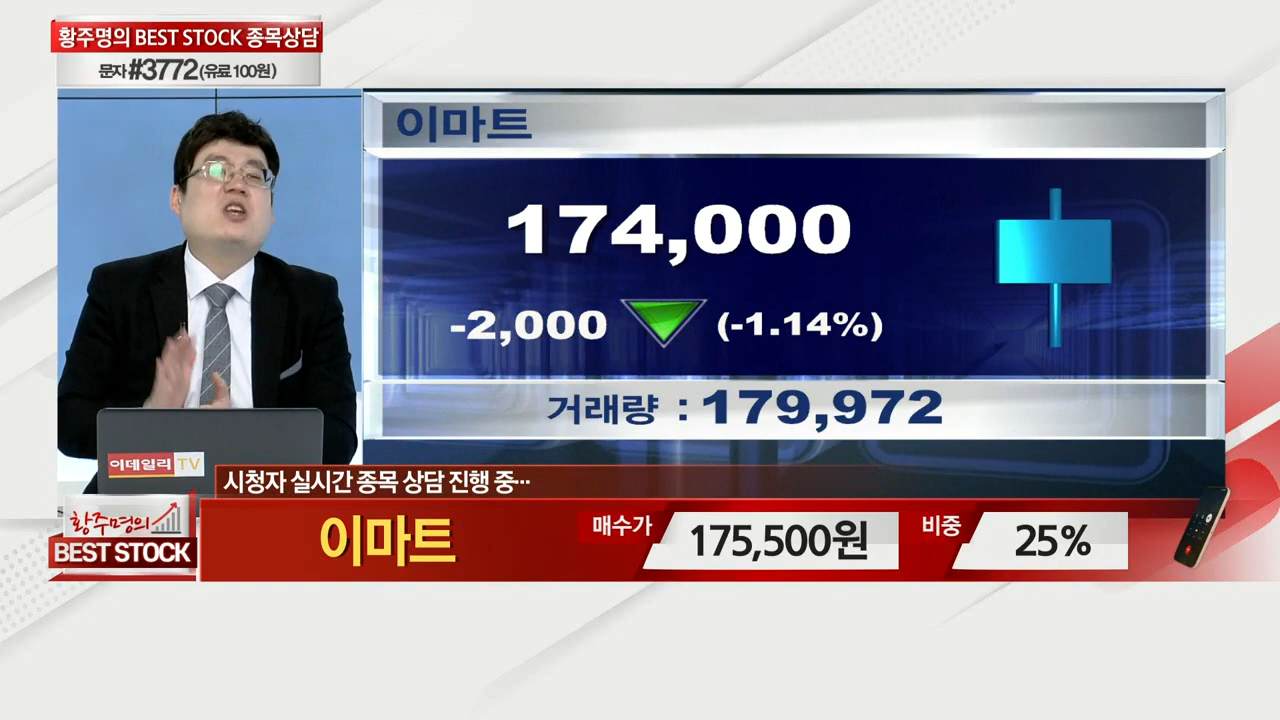 황주명의 BEST STOCK 종목상담
문자 #3772 (유료 100원)
이마트
174,000
-2,000 (-1.14%)
거래량 : 179,972
이데일리 TV
시청자 실시간 종목 상담 진행 중...
황주명의
BEST STOCK
이마트 매수가 175,500원 비중 25%